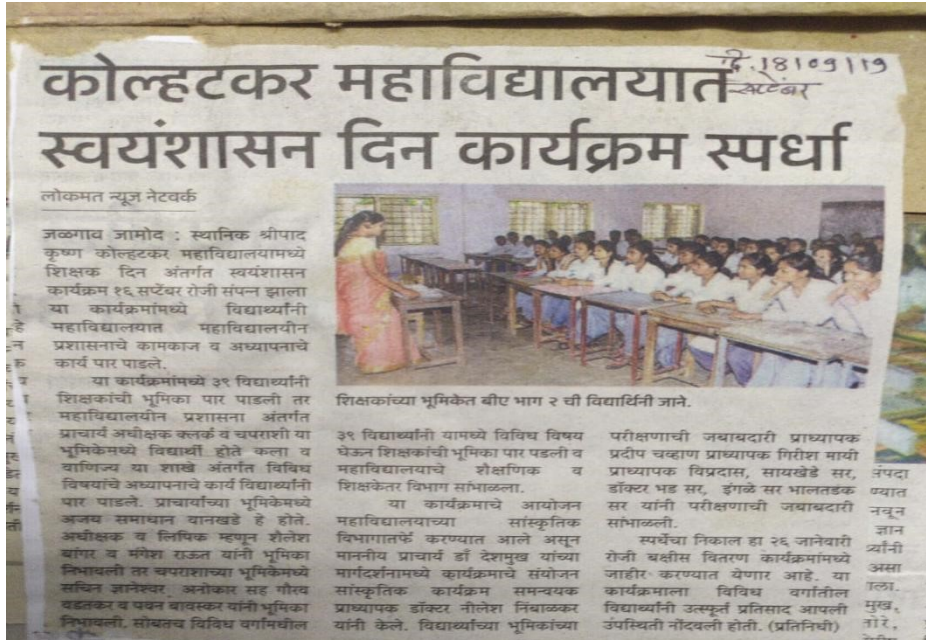 कोल्हटकर महाविद्यालयात
दि. 18/09/19
सप्टेंबर
स्वयंशासन दिन कार्यक्रम स्पर्धा
लोकमत न्यूज नेटवर्क
जळगाव जामोद : स्थानिक श्रीपाद
कृष्ण कोल्हटकर महाविद्यालयामध्ये
शिक्षक दिन अंतर्गत स्वयंशासन
कार्यक्रम १६ सप्टेंबर रोजी संपन्न झाला
या कार्यक्रमांमध्ये विद्यार्थ्यांनी
महाविद्यालयात महाविद्यालयीन
प्रशासनाचे कामकाज व अध्यापनाचे
कार्य पार पाडले.
या कार्यक्रमांमध्ये ३९ विद्यार्थ्यांनी
शिक्षकांची भूमिका पार पाडली तर
महाविद्यालयीन प्रशासना अंतर्गत
प्राचार्य अधीक्षक क्लर्क व चपराशी या
भूमिकेमध्ये विद्यार्थी होते कला व
वाणिज्य या शाखे अंतर्गत विविध
विषयांचे अध्यापनाचे कार्य विद्यार्थ्यांनी
पार पाडले. प्राचार्यांच्या भूमिकेमध्ये
अजय समाधान वानखडे हे होते.
अधीक्षक व लिपिक म्हणून शैलेश
बांगर व मंगेश राऊत यांनी भूमिका
निभावली तर चपराशाच्या भूमिकेमध्ये
सचिन ज्ञानेश्वर, अनोकार सह गौरव
वडतकर व पवन बावस्कर यांनी भूमिका
निभावली. सोबतच विविध वर्गामधील
शिक्षकांच्या भूमिकेत बीए भाग २ ची विद्यार्थिनी जाने.
३९ विद्यार्थ्यांनी यामध्ये विविध विषय
घेऊन शिक्षकांची भूमिका पार पडली व
महाविद्यालयाचे शैक्षणिक व
शिक्षकेतर विभाग सांभाळला.
या कार्यक्रमाचे आयोजन
महाविद्यालयाच्या सांस्कृतिक
विभागातर्फे करण्यात आले असून
माननीय प्राचार्य डॉ देशमुख यांच्या
मार्गदर्शनामध्ये कार्यक्रमाचे संयोजन
सांस्कृतिक कार्यक्रम समन्वयक
प्राध्यापक डॉक्टर नीलेश निंबाळकर
यांनी केले. विद्यार्थ्यांच्या भूमिकांच्या
परीक्षणाची जबाबदारी प्राध्यापक
प्रदीप चव्हाण प्राध्यापक गिरीश मायी
प्राध्यापक विप्रदास, सायखेडे सर,
डॉक्टर भड सर, इंगळे सर भालतडक
सर यांनी परीक्षणाची जबाबदारी
सांभाळली.
स्पर्धेचा निकाल हा २६ जानेवारी
रोजी बक्षीस वितरण कार्यक्रमांमध्ये
जाहीर करण्यात येणार आहे. या
कार्यक्रमाला विविध वर्गातील
विद्यार्थ्यांनी उत्स्फूर्त प्रतिसाद आपली
उपस्थिती नोंदवली होती. (प्रतिनिधी)